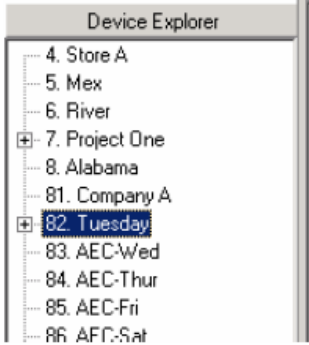 Device Explorer
4. Store A
5. Mex
6. River
7. Project One
8. Alabama
81. Company A
82. Tuesday
83. AEC-Wed
84. AEC-Thur
85. AEC-Fri
86. AEC-Sat